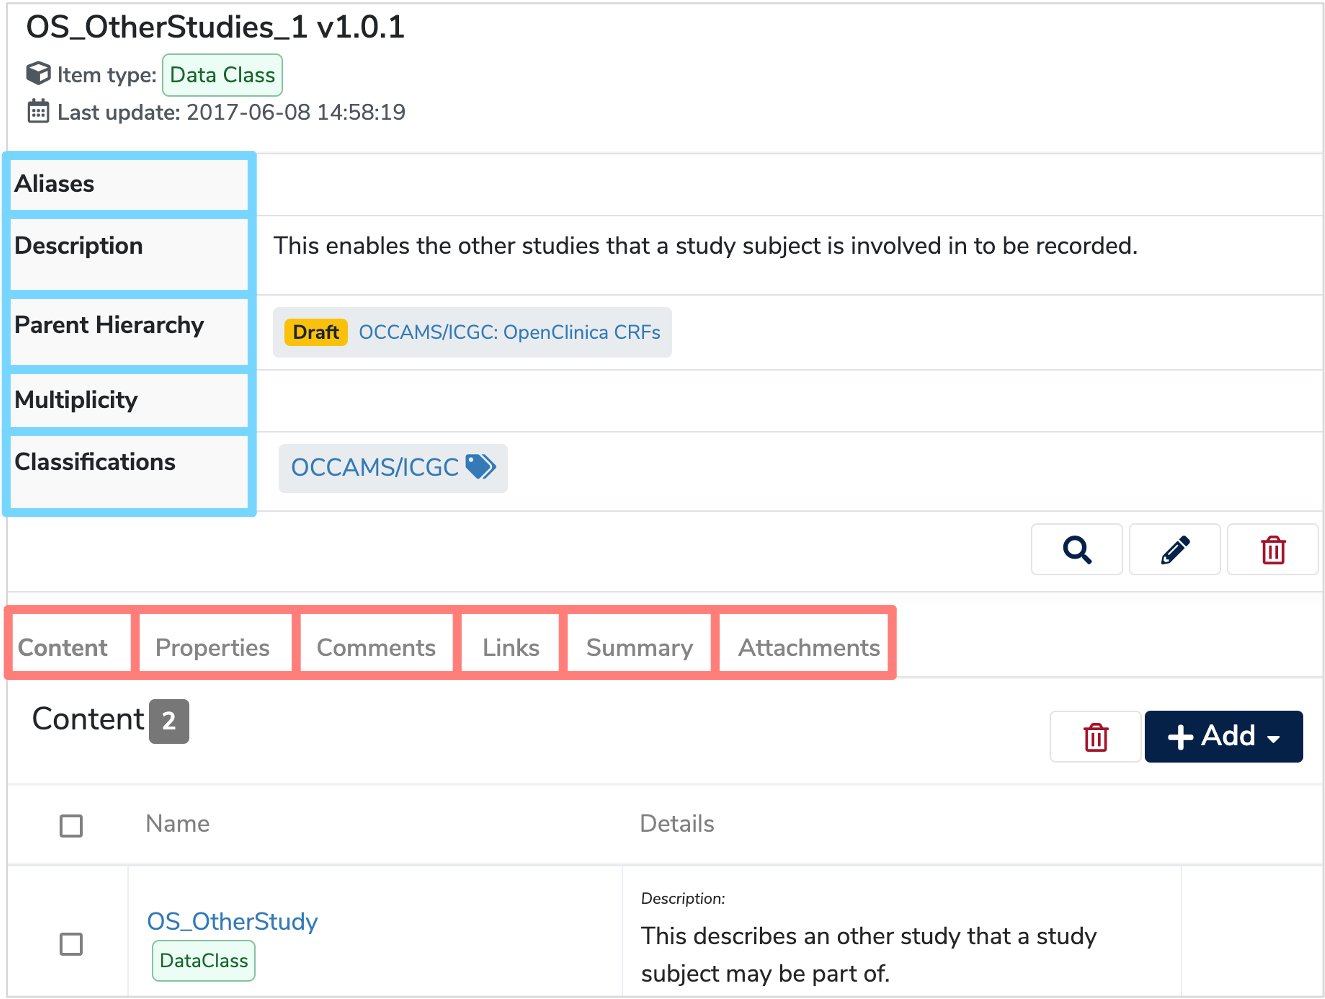 OS_OtherStudies_1 v1.0.1
Item type: Data Class
Last update: 2017-06-08 14:58:19
Aliases
Description This enables the other studies that a study subject is involved in to be recorded.
Parent Hierarchy Draft OCCAMS/ICGC: OpenClinica CRFs
Multiplicity
Classifications OCCAMS/ICGC
Content Properties Comments Links Summary Attachments
Content 2
+ Add
Name Details
OS_OtherStudy
DataClass
Description:
This describes an other study that a study
subject may be part of.